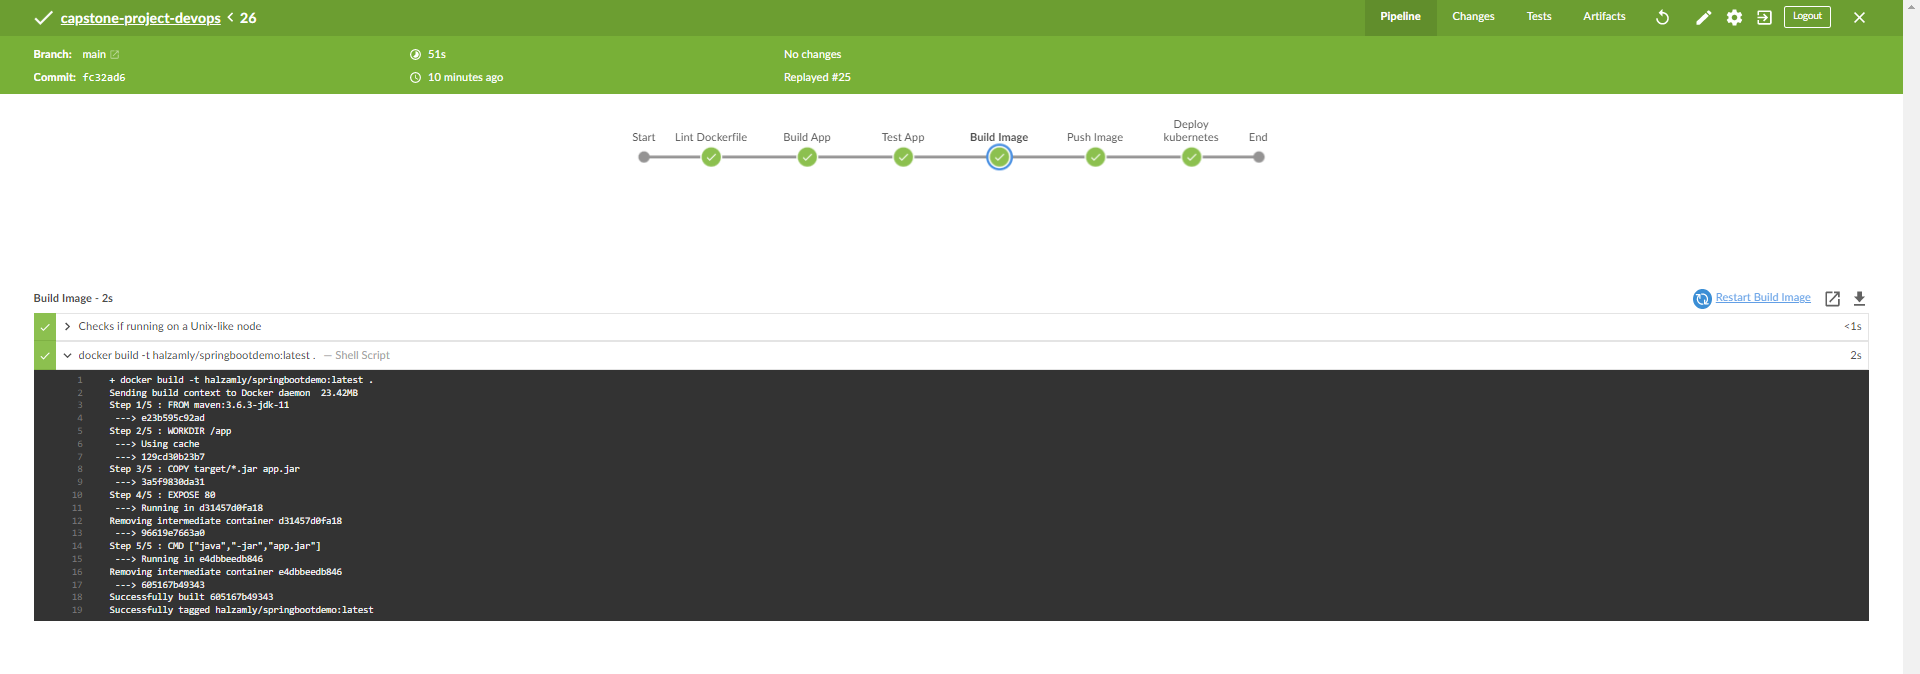 capstone-project-devops < 26
Pipeline Changes Tests Artifacts Logout
Branch: main 51s No changes
Commit: fc32ad6 10 minutes ago Replayed #25
Start Lint Dockerfile Build App Test App Build Image Push Image Deploy kubernetes End
Build Image - 2s Restart Build Image
Checks if running on a Unix-like node <1s
docker build -t halzamly/springbootdemo:latest . — Shell Script 2s
1 + docker build -t halzamly/springbootdemo:latest .
2 Sending build context to Docker daemon  23.42MB
3 Step 1/5 : FROM maven:3.6.3-jdk-11
4 ---> e23b595c92ad
5 Step 2/5 : WORKDIR /app
6 ---> Using cache
7 ---> 129cd30b23b7
8 Step 3/5 : COPY target/*.jar app.jar
9 ---> 3a5f9830da31
10 Step 4/5 : EXPOSE 80
11 ---> Running in d31457d0fa18
12 Removing intermediate container d31457d0fa18
13 ---> 96619e7663a0
14 Step 5/5 : CMD ["java","-jar","app.jar"]
15 ---> Running in e4dbbeedb846
16 Removing intermediate container e4dbbeedb846
17 ---> 605167b49343
18 Successfully built 605167b49343
19 Successfully tagged halzamly/springbootdemo:latest